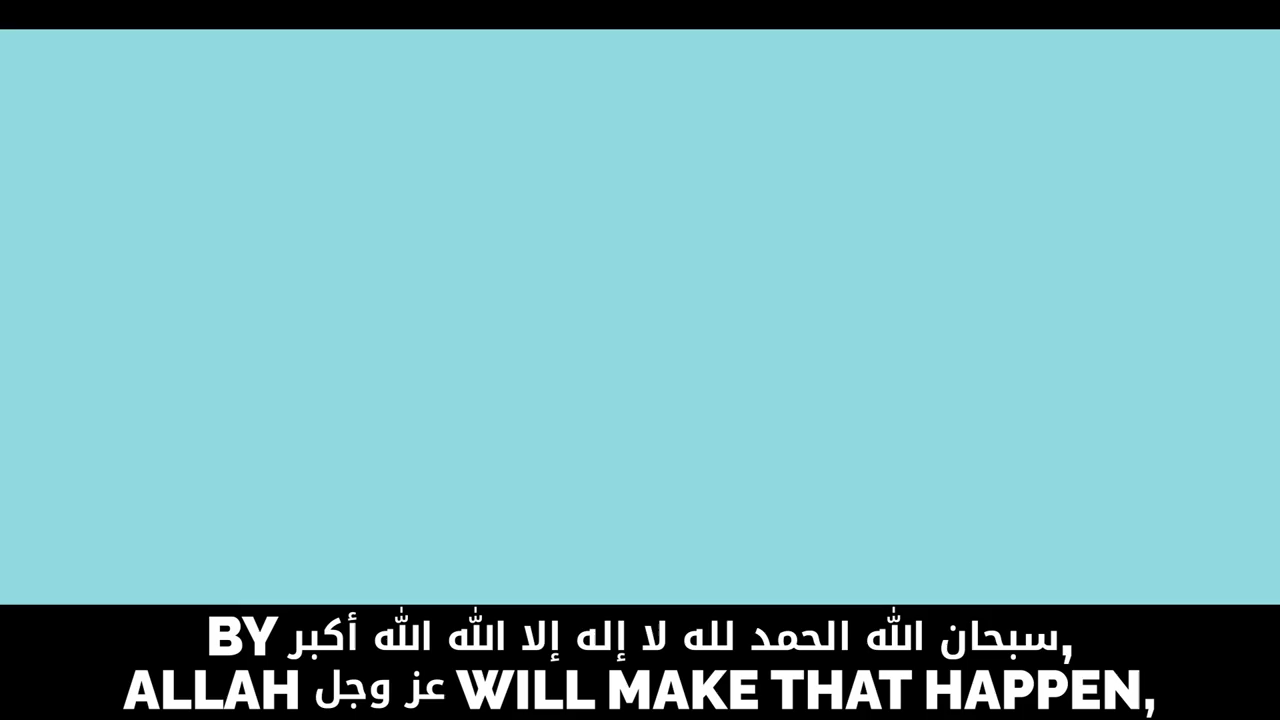 BY سبحان الله الحمد لله لا إله إلا الله الله أكبر,
ALLAH عز وجل WILL MAKE THAT HAPPEN,